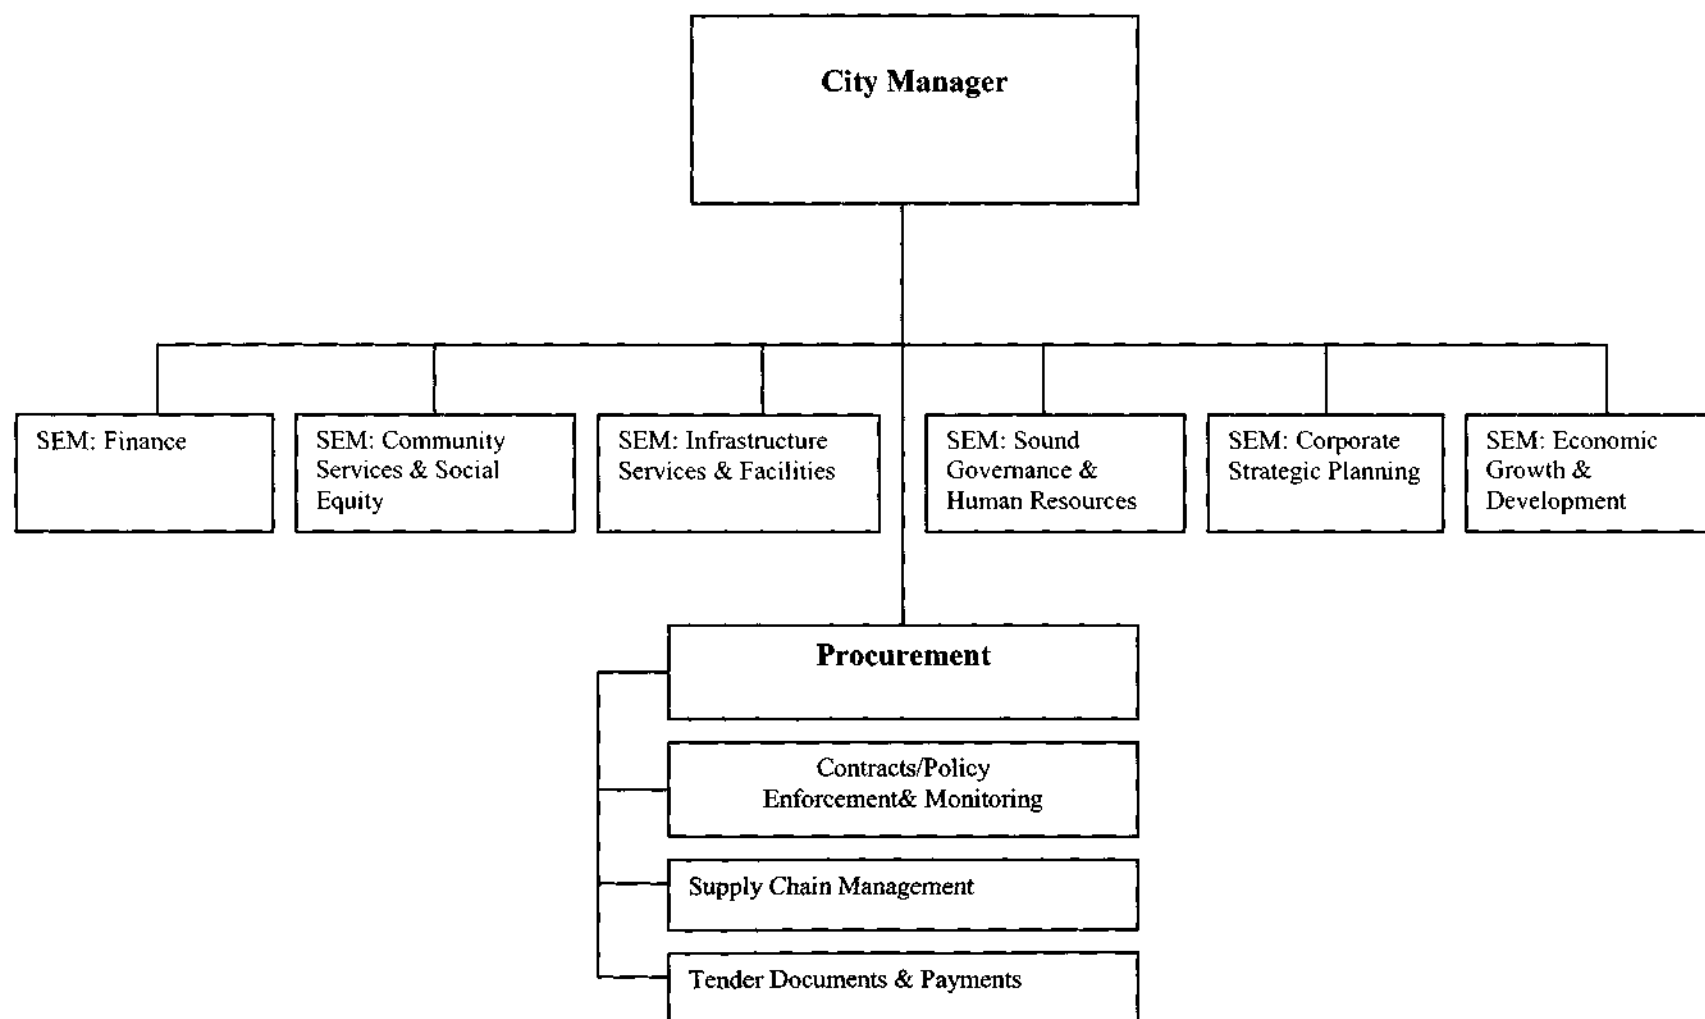 City Manager
SEM: Finance
SEM: Community
Services & Social
Equity
SEM: Infrastructure
Services & Facilities
SEM: Sound
Governance &
Human Resources
SEM: Corporate
Strategic Planning
SEM: Economic
Growth &
Development
Procurement
Contracts/Policy
Enforcement& Monitoring
Supply Chain Management
Tender Documents & Payments